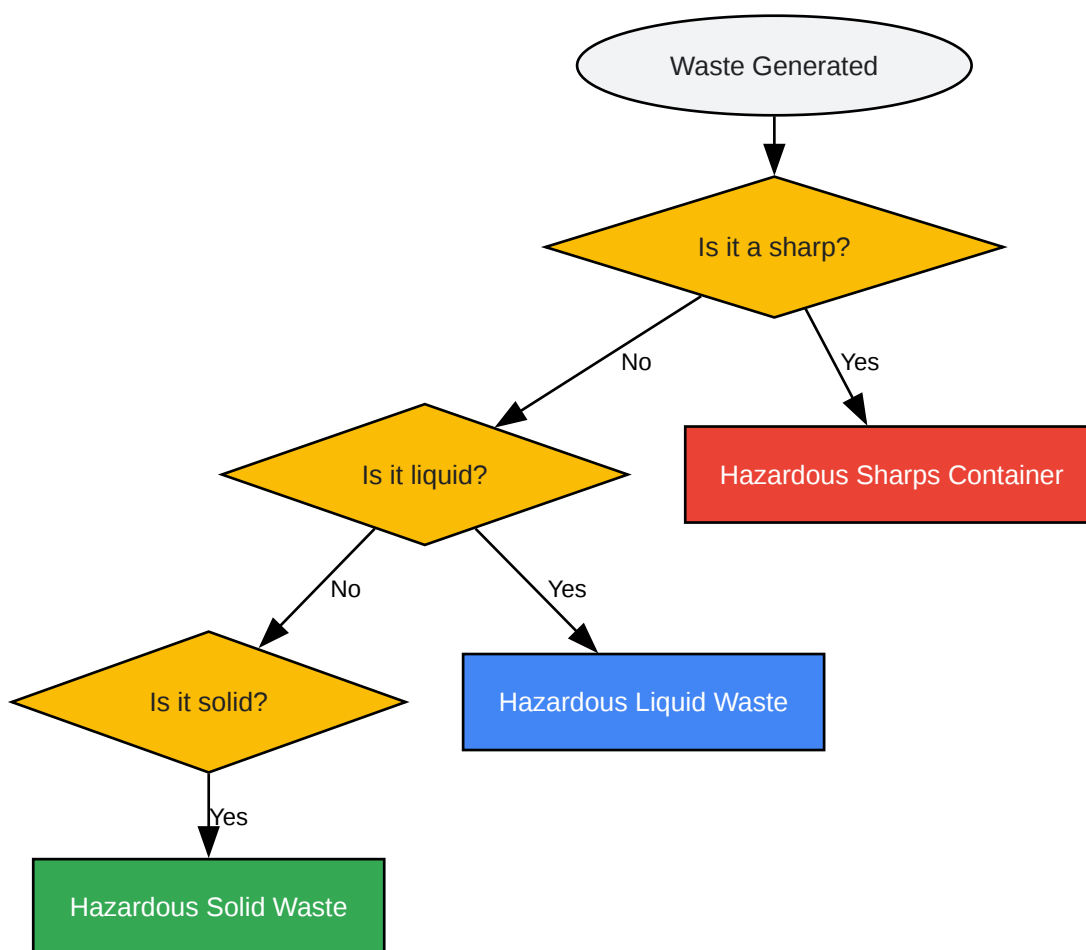 Waste Generated
Is it a sharp?
No
Yes
Is it liquid?
Hazardous Sharps Container
No
Yes
Is it solid?
Hazardous Liquid Waste
Yes
Hazardous Solid Waste